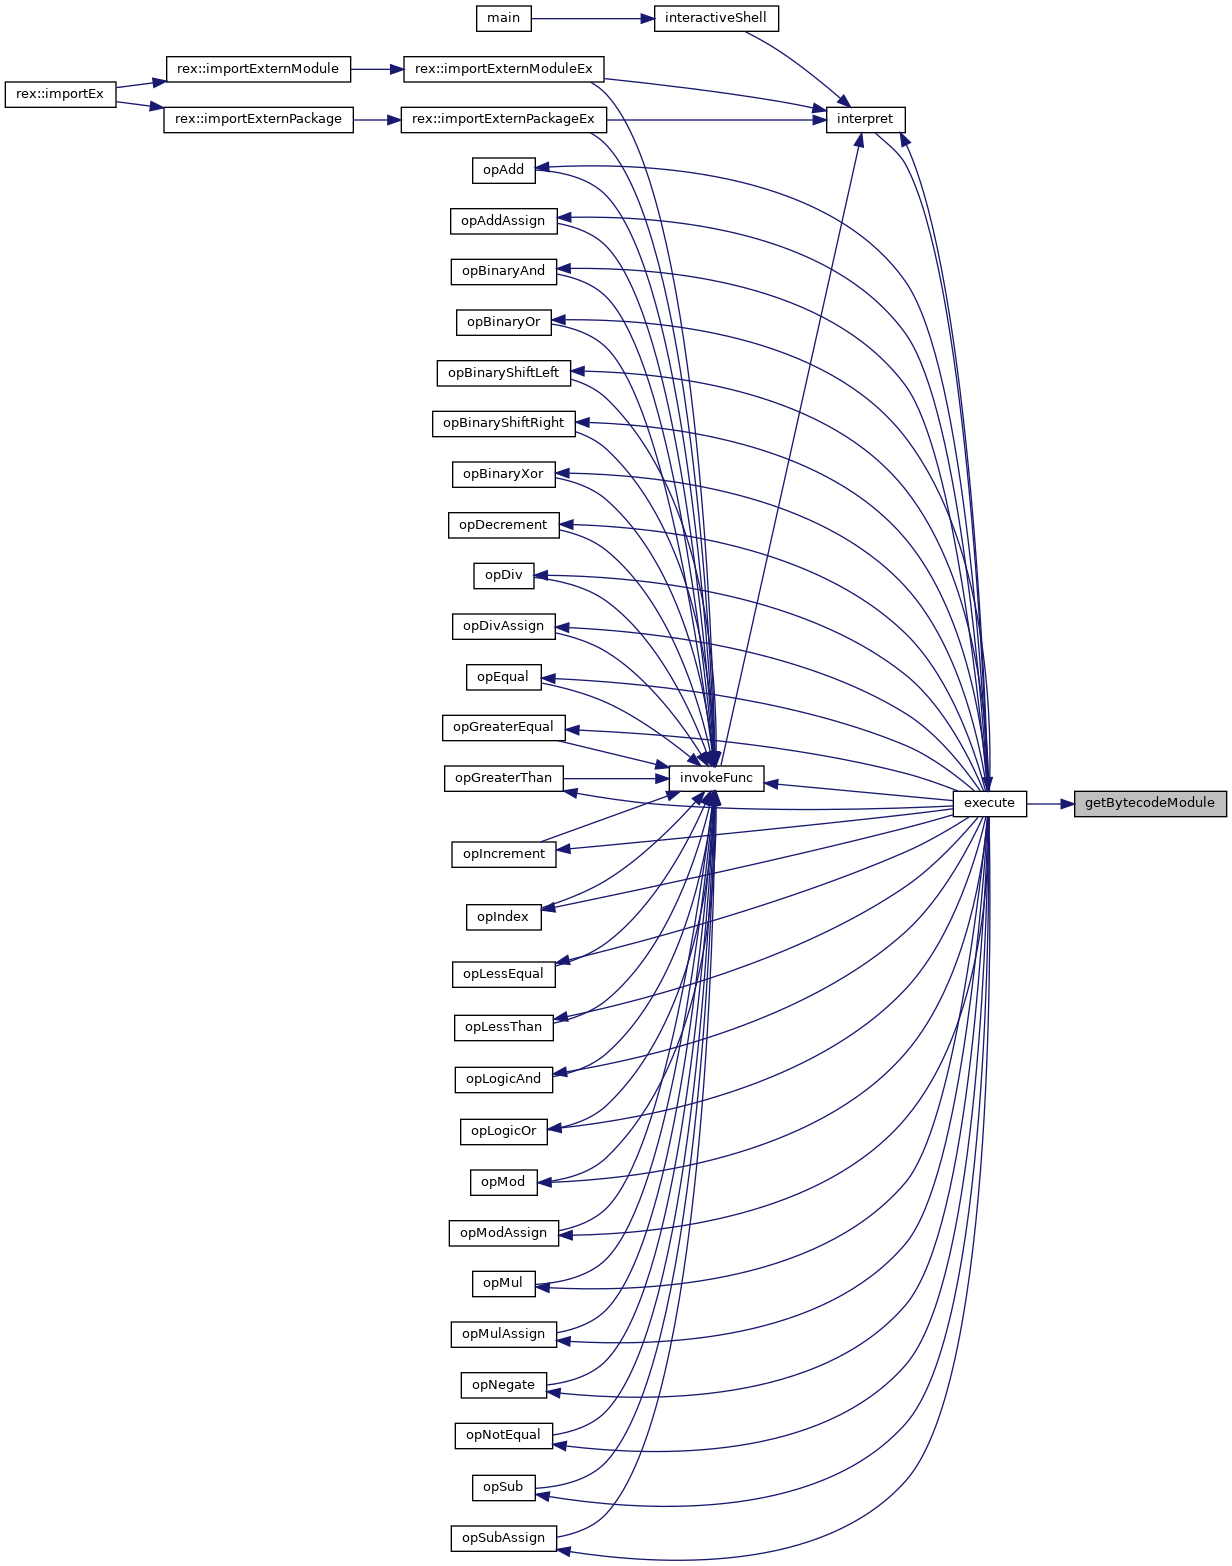 main
interactiveShell
rex::importExternModule
rex::importExternModuleEx
rex::importEx
rex::importExternPackage
rex::importExternPackageEx
interpret
opAdd
opAddAssign
opBinaryAnd
opBinaryOr
opBinaryShiftLeft
opBinaryShiftRight
opBinaryXor
opDecrement
opDiv
opDivAssign
opEqual
opGreaterEqual
opGreaterThan
invokeFunc
execute
getBytecodeModule
opIncrement
opIndex
opLessEqual
opLessThan
opLogicAnd
opLogicOr
opMod
opModAssign
opMul
opMulAssign
opNegate
opNotEqual
opSub
opSubAssign